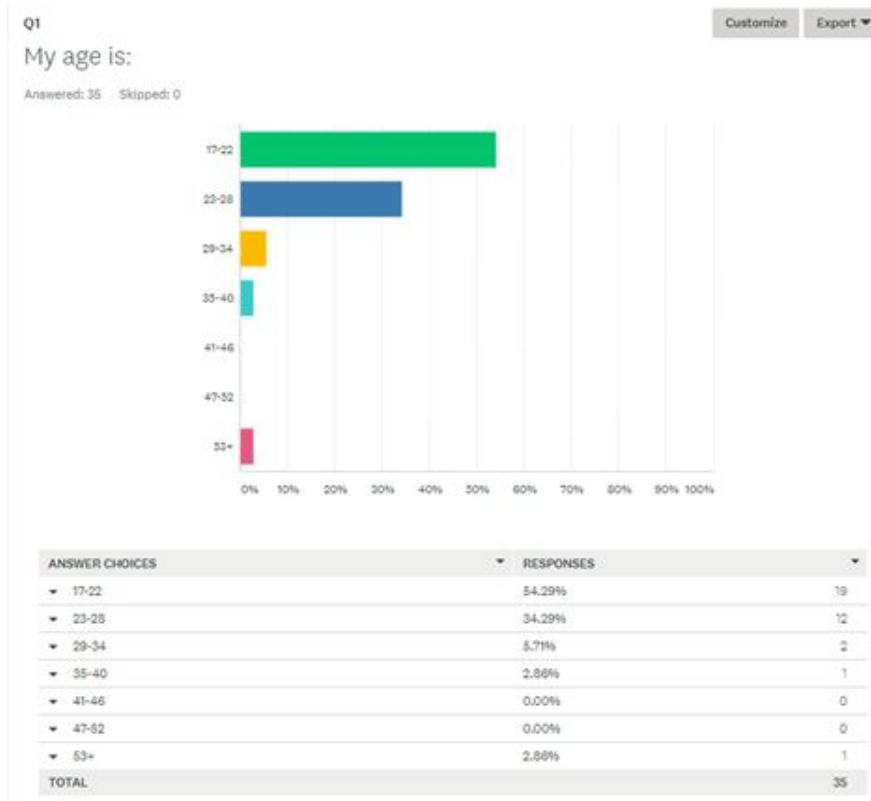 Q1
Customize
Export
My age is:
Answered: 35 Skipped: 0
17-22
23-28
29-34
35-40
41-46
47-52
53+
0% 10% 20% 30% 40% 50% 60% 70% 80% 90% 100%
ANSWER CHOICES RESPONSES
17-22 54.29% 19
23-28 34.29% 12
29-34 5.71% 2
35-40 2.86% 1
41-46 0.00% 0
47-52 0.00% 0
53+ 2.86% 1
TOTAL 35